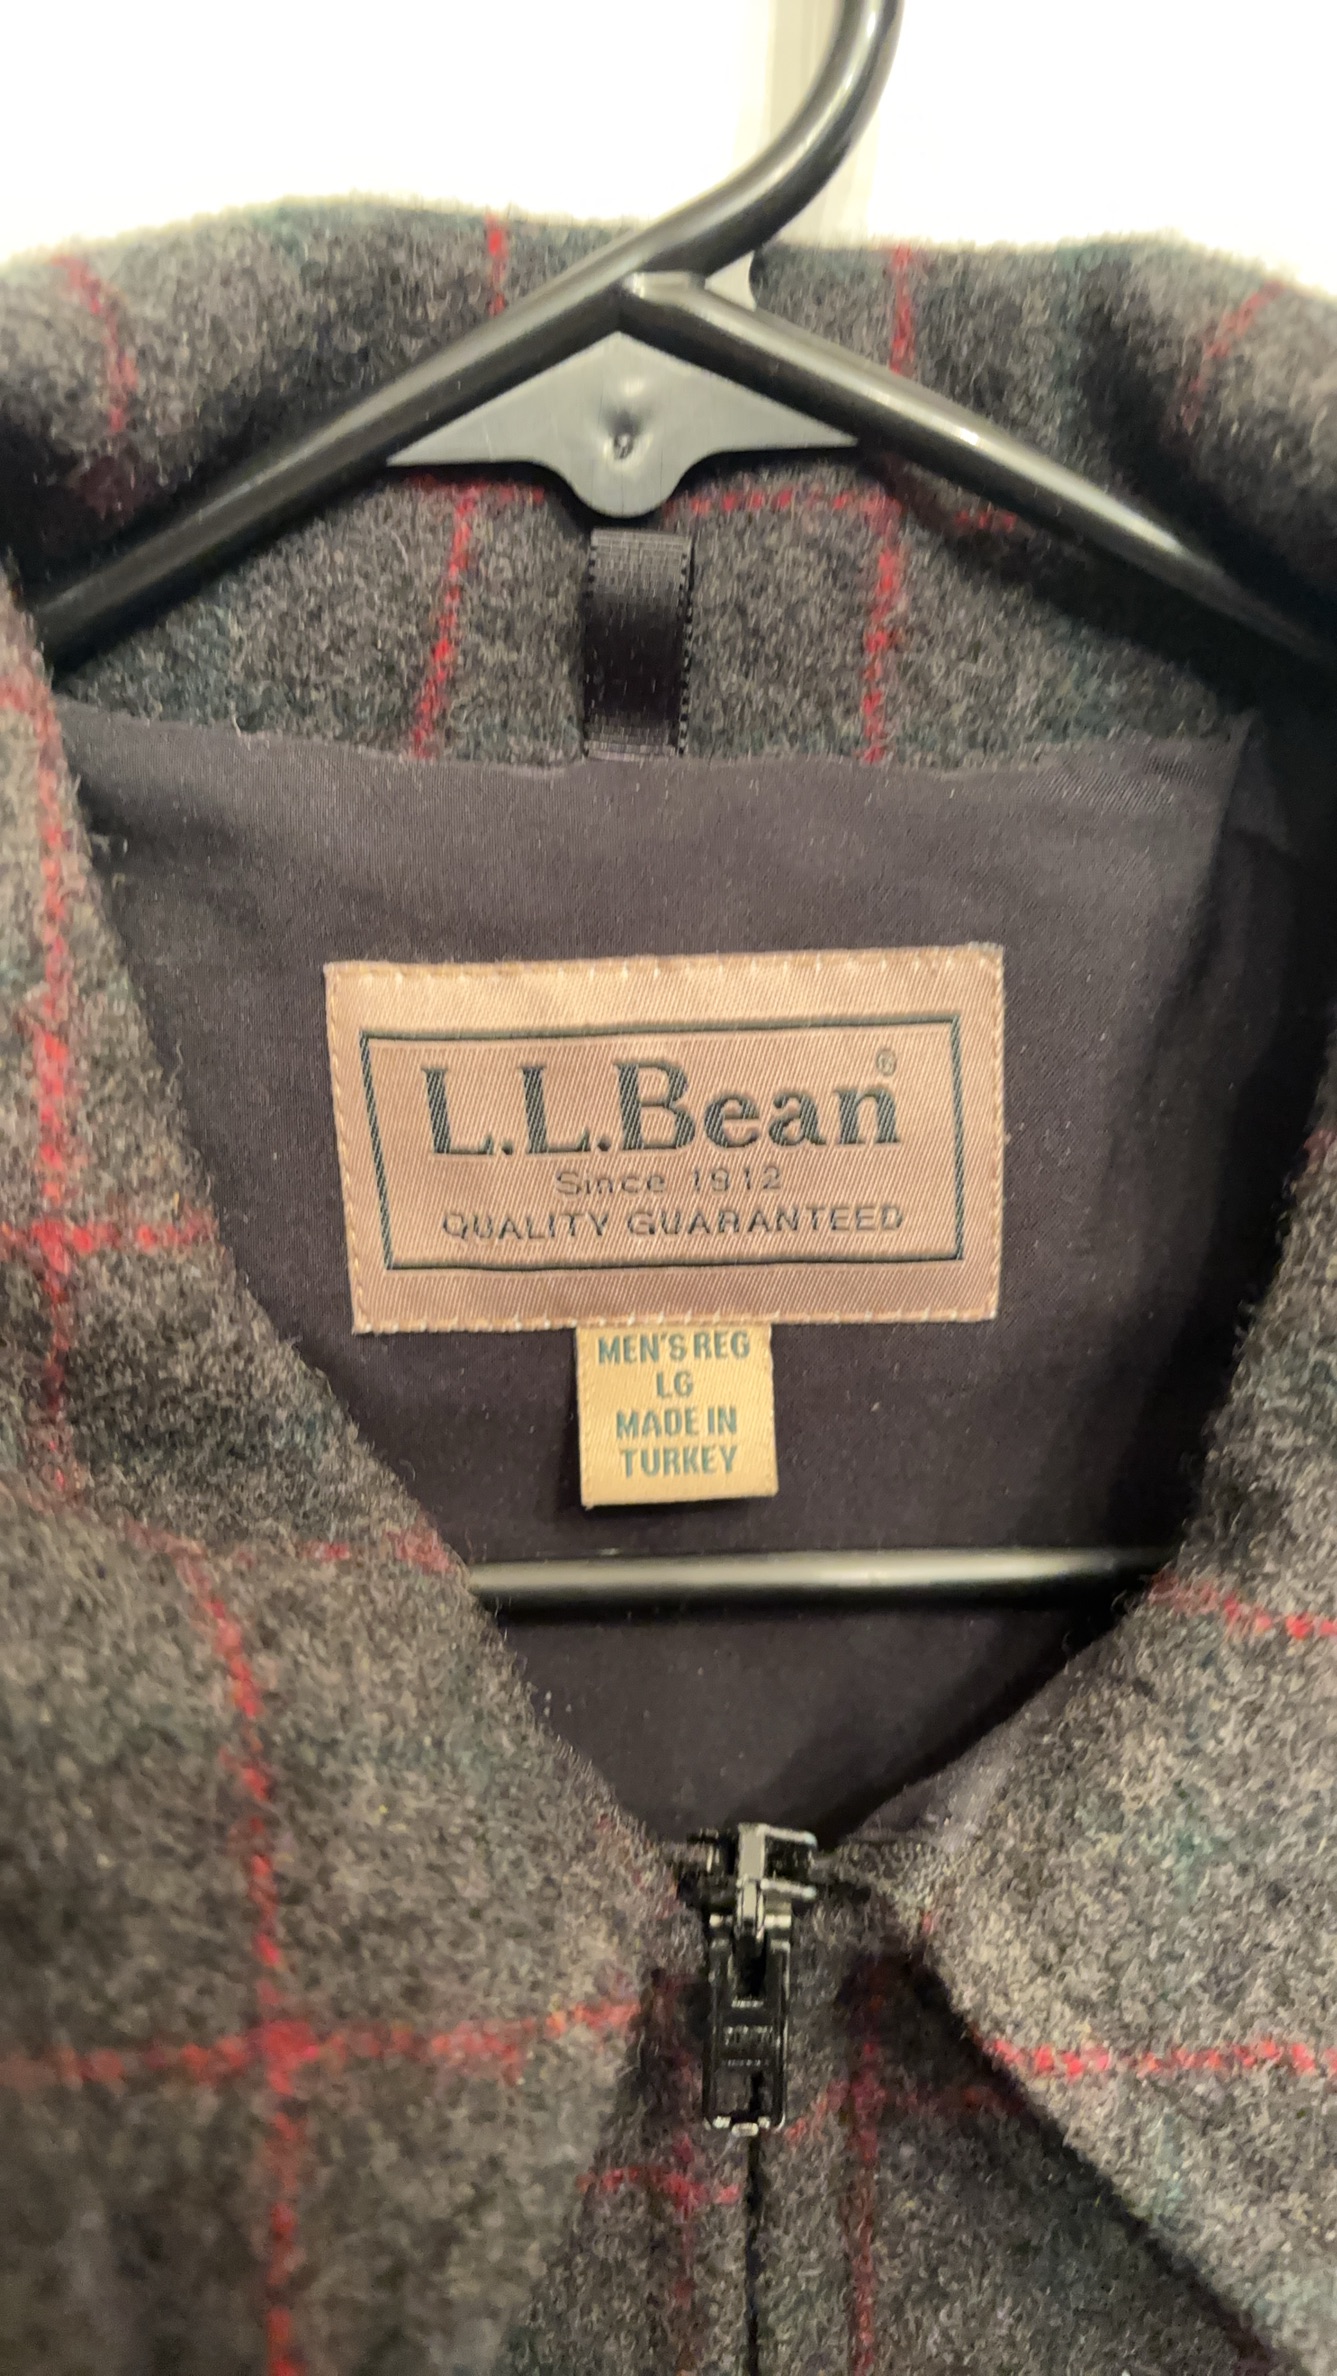 L.L.Bean®
Since 1912
QUALITY GUARANTEED
MEN'S REG
LG
MADE IN
TURKEY